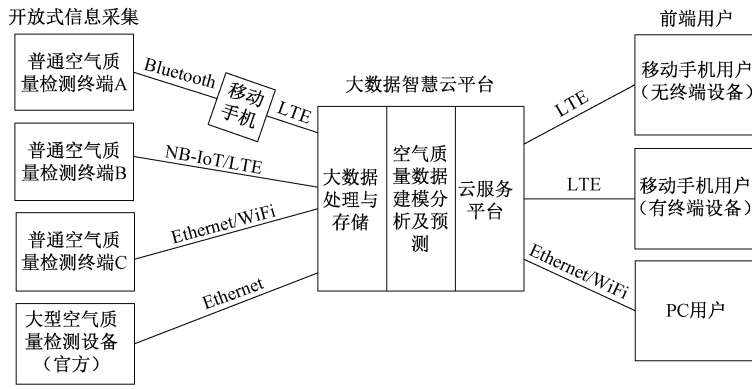 开放式信息采集
普通空气质
量检测终端A
普通空气质
量检测终端B
普通空气质
量检测终端C
大型空气质
量检测设备
（官方）
Bluetooth
移动
手机
LTE
NB-IoT/LTE
Ethernet/WiFi
Ethernet
大数据智慧云平台
大数据
处理与
存储
空气质
量数据
建模分
析及预
测
云服务
平台
LTE
LTE
Ethernet/WiFi
前端用户
移动手机用户
（无终端设备）
移动手机用户
（有终端设备）
PC用户